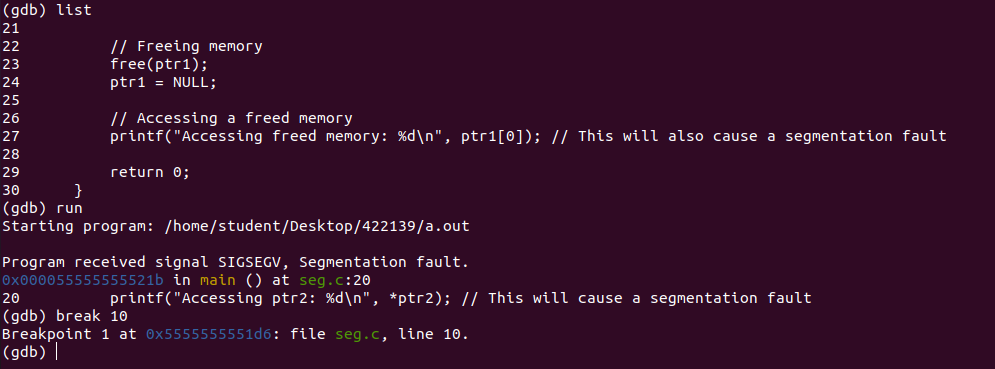 (gdb) list
21
22          // Freeing memory
23          free(ptr1);
24          ptr1 = NULL;
25
26          // Accessing a freed memory
27          printf("Accessing freed memory: %d\n", ptr1[0]); // This will also cause a segmentation fault
28
29          return 0;
30      }
(gdb) run
Starting program: /home/student/Desktop/422139/a.out

Program received signal SIGSEGV, Segmentation fault.
0x000055555555521b in main () at seg.c:20
20          printf("Accessing ptr2: %d\n", *ptr2); // This will cause a segmentation fault
(gdb) break 10
Breakpoint 1 at 0x5555555551d6: file seg.c, line 10.
(gdb)